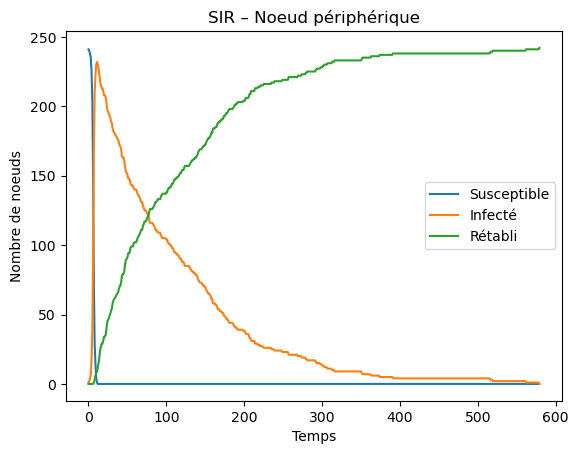 SIR – Noeud périphérique
Nombre de noeuds
250
200
150
100
50
0
Susceptible
Infecté
Rétabli
0 100 200 300 400 500 600
Temps